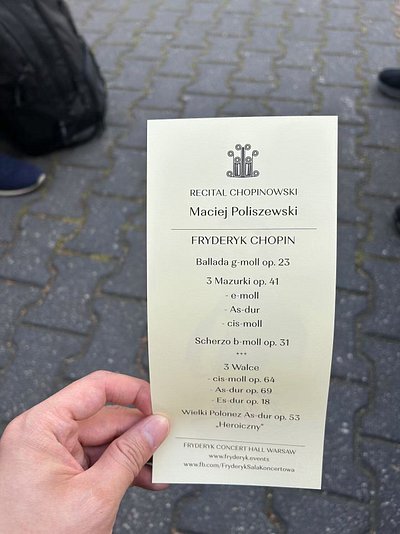 RECITAL CHOPINOWSKI
Maciej Poliszewski
FRYDERYK CHOPIN
Ballada g-moll op. 23
3 Mazurki op. 41
- e-moll
- As-dur
- cis-moll
Scherzo b-moll op. 31
***
3 Walce
- cis-moll op. 64
- As-dur op. 69
- Es-dur op. 18
Wielki Polonez As-dur op. 53
„Heroiczny”
FRYDERYK CONCERT HALL WARSAW
www.fryderyk.events
www.fb.com/FryderykSalaKoncertowa